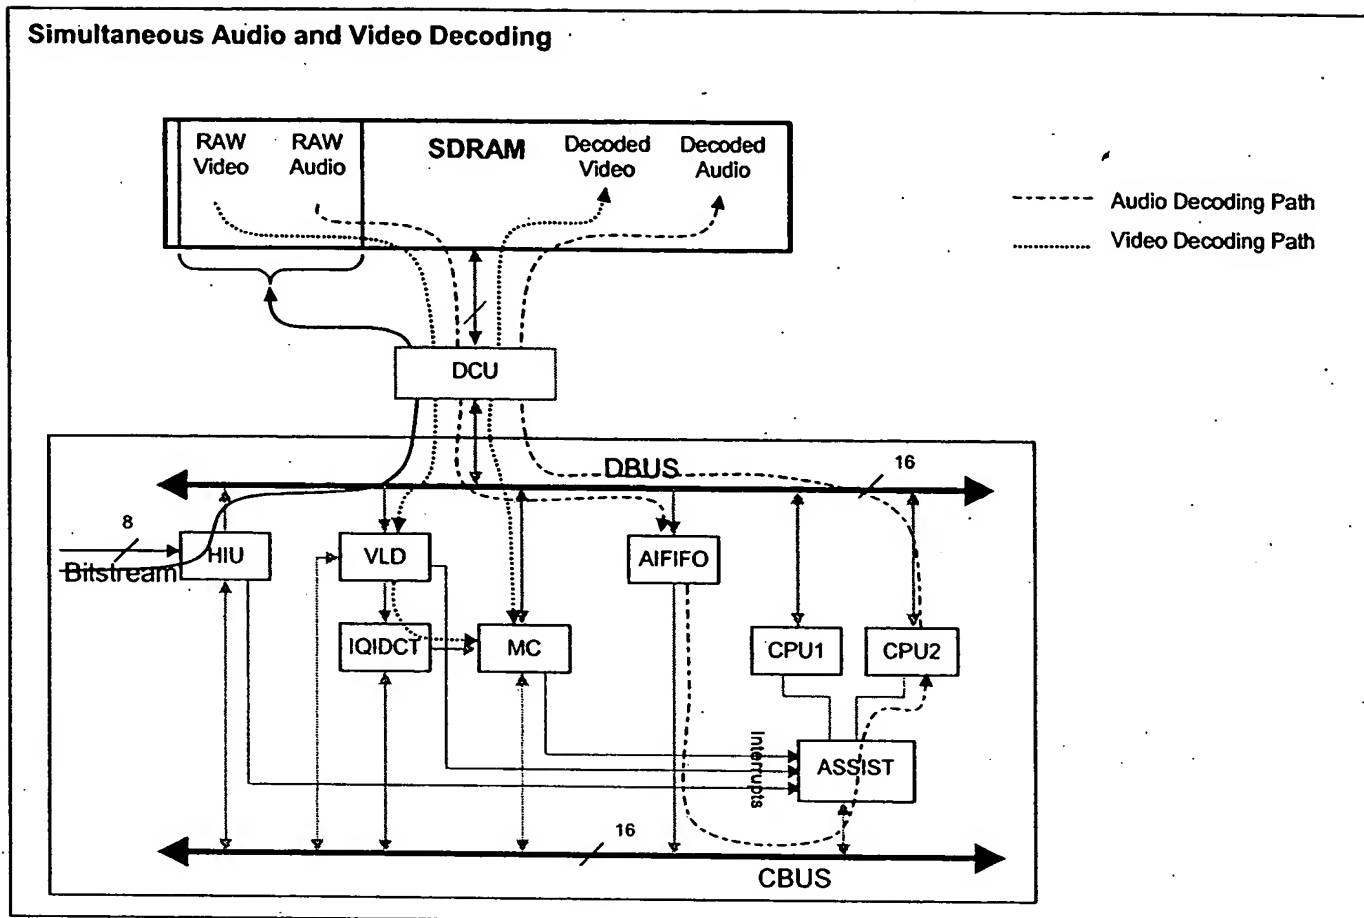 Simultaneous Audio and Video Decoding
RAW
Video
RAW
Audio
SDRAM
Decoded
Video
Decoded
Audio
Audio Decoding Path
Video Decoding Path
DCU
DBUS
16
8
Bitstream
HIU
VLD
AIFIFO
IQIDCT
MC
CPU1
CPU2
Interrupts
ASSIST
16
CBUS